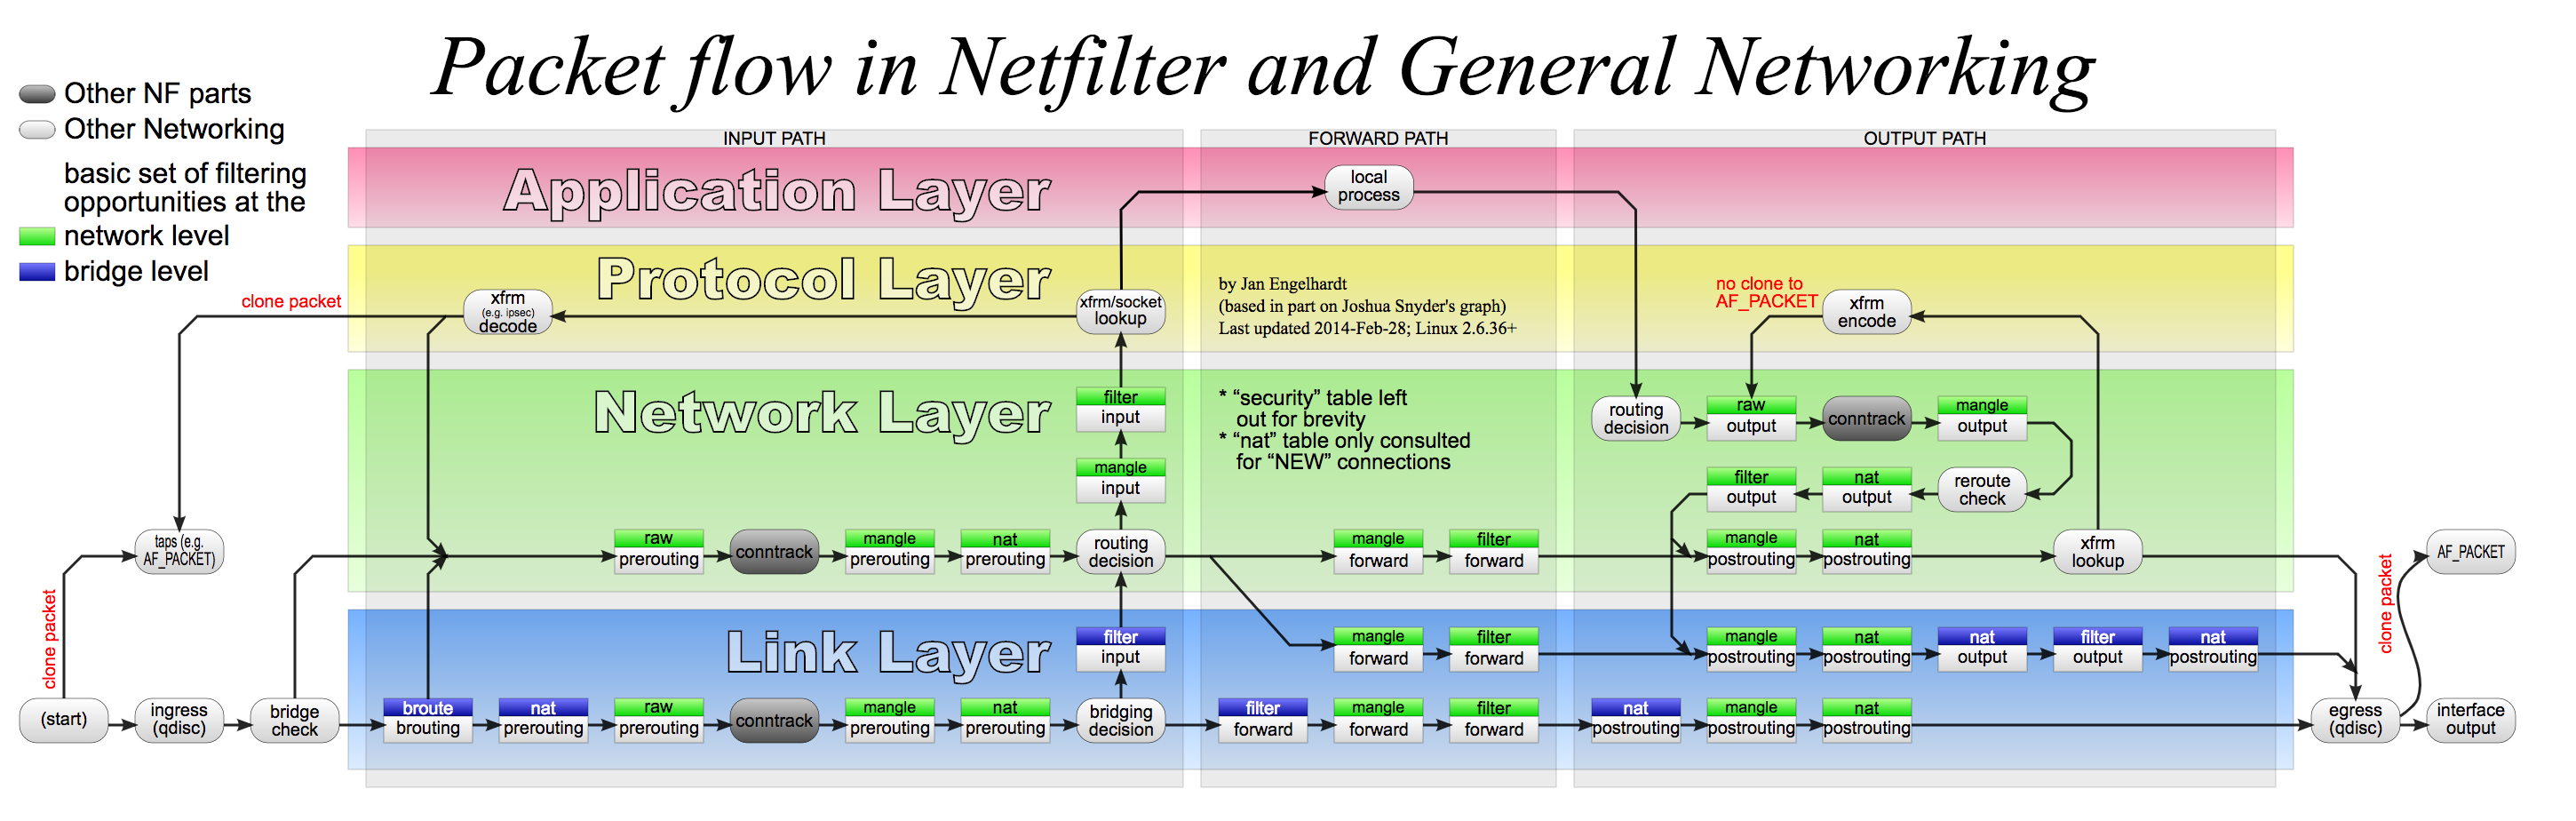 Packet flow in Netfilter and General Networking
Other NF parts
Other Networking
basic set of filtering
opportunities at the
network level
bridge level
INPUT PATH
FORWARD PATH
OUTPUT PATH
Application Layer
local
process
Protocol Layer
clone packet
xfrm
(e.g. ipsec)
decode
xfrm/socket
lookup
by Jan Engelhardt
(based in part on Joshua Snyder's graph)
Last updated 2014-Feb-28; Linux 2.6.36+
no clone to
AF_PACKET
xfrm
encode
Network Layer
filter
input
mangle
input
* “security” table left
out for brevity
* “nat” table only consulted
for “NEW” connections
routing
decision
raw
output
conntrack
mangle
output
filter
output
nat
output
reroute
check
taps (e.g.
AF_PACKET)
raw
prerouting
conntrack
mangle
prerouting
nat
prerouting
routing
decision
mangle
forward
filter
forward
mangle
postrouting
nat
postrouting
xfrm
lookup
AF_PACKET
clone packet
clone packet
Link Layer
filter
input
mangle
forward
filter
forward
mangle
postrouting
nat
postrouting
nat
output
filter
output
nat
postrouting
(start)
ingress
(qdisc)
bridge
check
broute
brouting
nat
prerouting
raw
prerouting
conntrack
mangle
prerouting
nat
prerouting
bridging
decision
filter
forward
mangle
forward
filter
forward
nat
postrouting
mangle
postrouting
nat
postrouting
egress
(qdisc)
interface
output